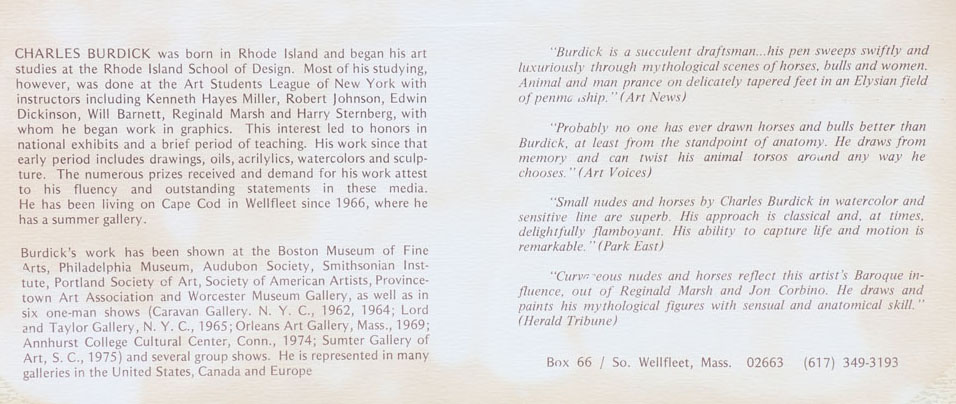 CHARLES BURDICK was born in Rhode Island and began his art
studies at the Rhode Island School of Design. Most of his studying,
however, was done at the Art Students League of New York with
instructors including Kenneth Hayes Miller, Robert Johnson, Edwin
Dickinson, Will Barnett, Reginald Marsh and Harry Sternberg, with
whom he began work in graphics. This interest led to honors in
national exhibits and a brief period of teaching. His work since that
early period includes drawings, oils, acrilylics, watercolors and sculp-
ture. The numerous prizes received and demand for his work attest
to his fluency and outstanding statements in these media.
He has been living on Cape Cod in Wellfleet since 1966, where he
has a summer gallery.
Burdick's work has been shown at the Boston Museum of Fine
Arts, Philadelphia Museum, Audubon Society, Smithsonian Inst-
tute, Portland Society of Art, Society of American Artists, Province-
town Art Association and Worcester Museum Gallery, as well as in
six one-man shows (Caravan Gallery. N. Y. C., 1962, 1964; Lord
and Taylor Gallery, N. Y. C., 1965; Orleans Art Gallery, Mass., 1969;
Annhurst College Cultural Center, Conn., 1974; Sumter Gallery of
Art, S. C., 1975) and several group shows. He is represented in many
galleries in the United States, Canada and Europe
"Burdick is a succulent draftsman...his pen sweeps swiftly and
luxuriously through mythological scenes of horses, bulls and women.
Animal and man prance on delicately tapered feet in an Elysian field
of penmanship." (Art News)
"Probably no one has ever drawn horses and bulls better than
Burdick, at least from the standpoint of anatomy. He draws from
memory and can twist his animal torsos around any way he
chooses." (Art Voices)
"Small nudes and horses by Charles Burdick in watercolor and
sensitive line are superb. His approach is classical and, at times,
delightfully flamboyant. His ability to capture life and motion is
remarkable." (Park East)
nudes and horses reflect this artist's Baroque in-
fluence, out of Reginald Marsh and Jon Corbino. He draws and
paints his mythological figures with sensual and anatomical skill."
(Herald Tribune)
Box 66 / So. Wellfleet, Mass. 02663 (617) 349-3193